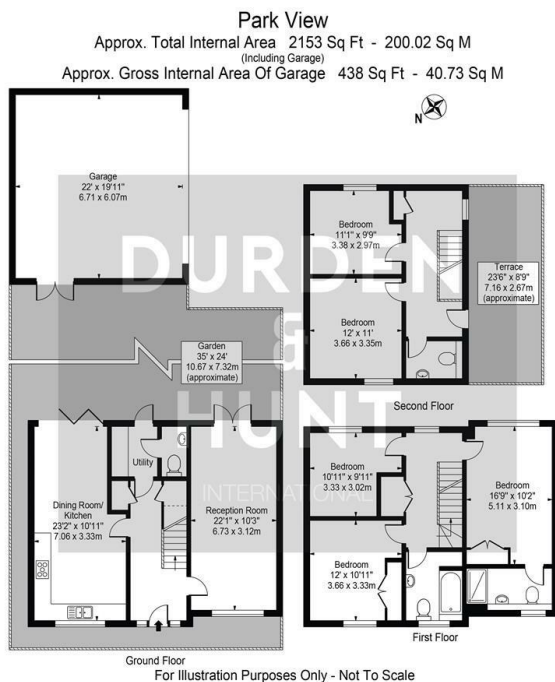 Park View
Approx. Total Internal Area 2153 Sq Ft - 200.02 Sq M
(Including Garage)
Approx. Gross Internal Area Of Garage 438 Sq Ft - 40.73 Sq M
N
Garage
22' x 19'11"
6.71 x 6.07m
Bedroom
11'1" x 9'9"
3.38 x 2.97m
Terrace
23'6" x 8'9"
7.16 x 2.67m
(approximate)
Bedroom
12' x 11'
3.66 x 3.35m
Second Floor
DURDEN
&
HUNT
INTERNATIONAL
Garden
35' x 24'
10.67 x 7.32m
(approximate)
Utility
Dining Room/
Kitchen
23'2" x 10'11"
7.06 x 3.33m
Reception Room
22'1" x 10'3"
6.73 x 3.12m
Ground Floor
Bedroom
10'11" x 9'11"
3.33 x 3.02m
Bedroom
16'9" x 10'2"
5.11 x 3.10m
Bedroom
12' x 10'11"
3.66 x 3.33m
First Floor
For Illustration Purposes Only - Not To Scale